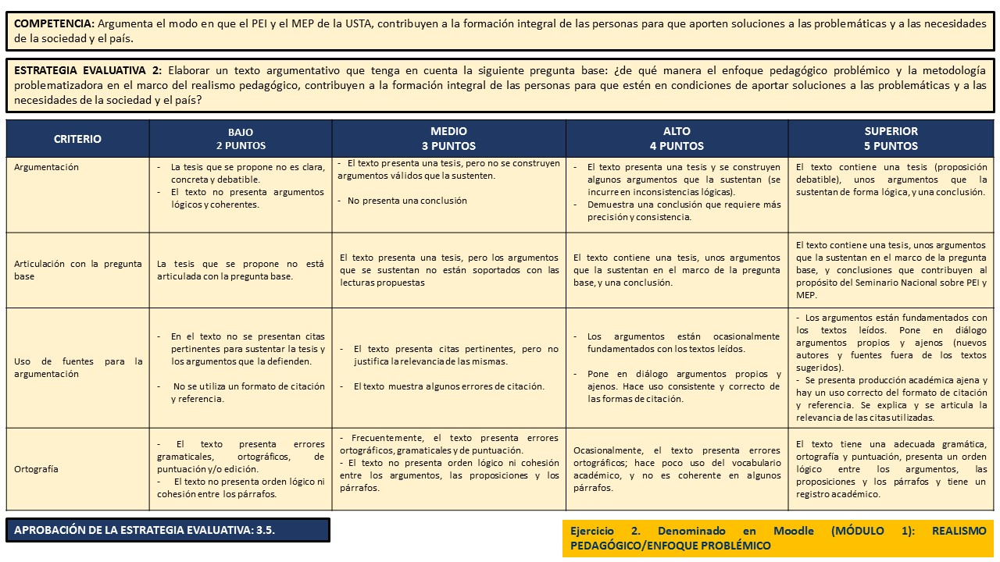 COMPETENCIA: Argumenta el modo en que el PEI y el MEP de la USTA, contribuyen a la formación integral de las personas para que aporten soluciones a las problemáticas y a las necesidades
de la sociedad y el país.
ESTRATEGIA EVALUATIVA 2: Elaborar un texto argumentativo que tenga en cuenta la siguiente pregunta base: ¿de qué manera el enfoque pedagógico problémico y la metodología
problematizadora en el marco del realismo pedagógico, contribuyen a la formación integral de las personas para que estén en condiciones de aportar soluciones a las problemáticas y a las
necesidades de la sociedad y el país?
CRITERIO
BAJO
2 PUNTOS
MEDIO
3 PUNTOS
ALTO
4 PUNTOS
SUPERIOR
5 PUNTOS
Argumentación
- La tesis que se propone no es clara,
concreta y debatible.
- El texto no presenta argumentos
lógicos y coherentes.
- El texto presenta una tesis, pero no se construyen
argumentos válidos que la sustenten.
- No presenta una conclusión
- El texto presenta una tesis y se construyen
algunos argumentos que la sustentan (se
incurre en inconsistencias lógicas).
- Demuestra una conclusión que requiere más
precisión y consistencia.
El texto contiene una tesis (proposición
debatible), unos argumentos que la
sustentan de forma lógica, y una conclusión.
Articulación con la pregunta
base
La tesis que se propone no está
articulada con la pregunta base.
El texto presenta una tesis, pero los argumentos
que se sustentan no están soportados con las
lecturas propuestas
El texto contiene una tesis, unos argumentos
que la sustentan en el marco de la pregunta
base, y una conclusión.
El texto contiene una tesis, unos argumentos
que la sustentan en el marco de la pregunta
base, y conclusiones que contribuyen al
propósito del Seminario Nacional sobre PEI y
MEP.
Uso de fuentes para la
argumentación
- En el texto no se presentan citas
pertinentes para sustentar la tesis y
los argumentos que la defienden.
- No se utiliza un formato de citación
y referencia.
- El texto presenta citas pertinentes, pero no
justifica la relevancia de las mismas.
- El texto muestra algunos errores de citación.
- Los argumentos están ocasionalmente
fundamentados con los textos leídos.
- Pone en diálogo argumentos propios y
ajenos. Hace uso consistente y correcto de
las formas de citación.
- Los argumentos están fundamentados con
los textos leídos. Pone en diálogo
argumentos propios y ajenos (nuevos
autores y fuentes fuera de los textos
sugeridos).
- Se presenta producción académica ajena y
hay un uso correcto del formato de citación
y referencia. Se explica y se articula la
relevancia de las citas utilizadas.
Ortografía
- El texto presenta errores
gramaticales, ortográficos, de
puntuación y/o edición.
- El texto no presenta orden lógico ni
cohesión entre los párrafos.
- Frecuentemente, el texto presenta errores
ortográficos, gramaticales y de puntuación.
- El texto no presenta orden lógico ni cohesión
entre los argumentos, las proposiciones y los
párrafos.
Ocasionalmente, el texto presenta errores
ortográficos; hace poco uso del vocabulario
académico, y no es coherente en algunos
párrafos.
El texto tiene una adecuada gramática,
ortografía y puntuación, presenta un orden
lógico entre los argumentos, las
proposiciones y los párrafos y tiene un
registro académico.
APROBACIÓN DE LA ESTRATEGIA EVALUATIVA: 3.5.
Ejercicio 2. Denominado en Moodle (MÓDULO 1): REALISMO
PEDAGÓGICO/ENFOQUE PROBLÉMICO